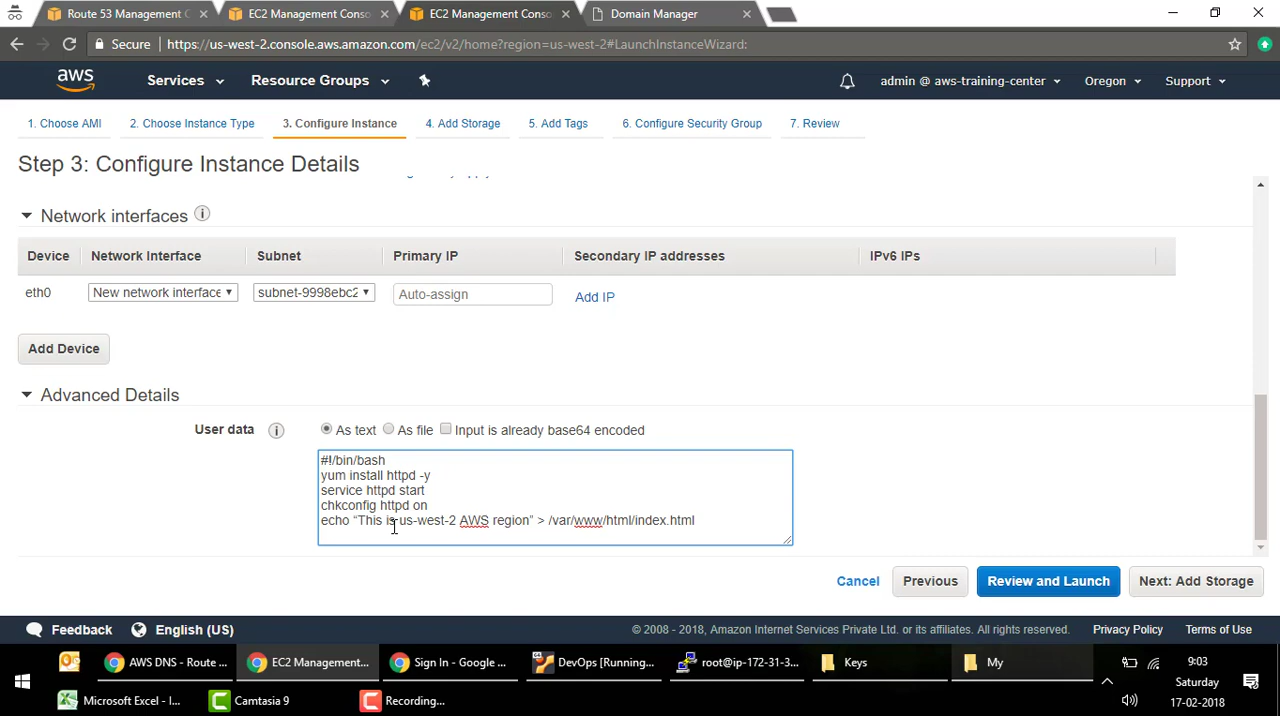 Route 53 Management C
EC2 Management Conso
EC2 Management Conso
Domain Manager
Secure
https://us-west-2.console.aws.amazon.com/ec2/v2/home?region=us-west-2#LaunchInstanceWizard:
aws
Services
Resource Groups
admin @ aws-training-center
Oregon
Support
1. Choose AMI
2. Choose Instance Type
3. Configure Instance
4. Add Storage
5. Add Tags
6. Configure Security Group
7. Review
Step 3: Configure Instance Details
Network interfaces
Device
Network Interface
Subnet
Primary IP
Secondary IP addresses
IPv6 IPs
eth0
New network interface
subnet-9998ebc2
Auto-assign
Add IP
Add Device
Advanced Details
User data
As text
As file
Input is already base64 encoded
#!/bin/bash
yum install httpd -y
service httpd start
chkconfig httpd on
echo “This is us-west-2 AWS region” > /var/www/html/index.html
Cancel
Previous
Review and Launch
Next: Add Storage
Feedback
English (US)
© 2008 - 2018, Amazon Internet Services Private Ltd. or its affiliates. All rights reserved.
Privacy Policy
Terms of Use
AWS DNS - Route ...
EC2 Management...
Sign In - Google ...
DevOps [Running...
root@ip-172-31-3...
Keys
My
9:03
Saturday
17-02-2018
Microsoft Excel - I...
Camtasia 9
Recording...